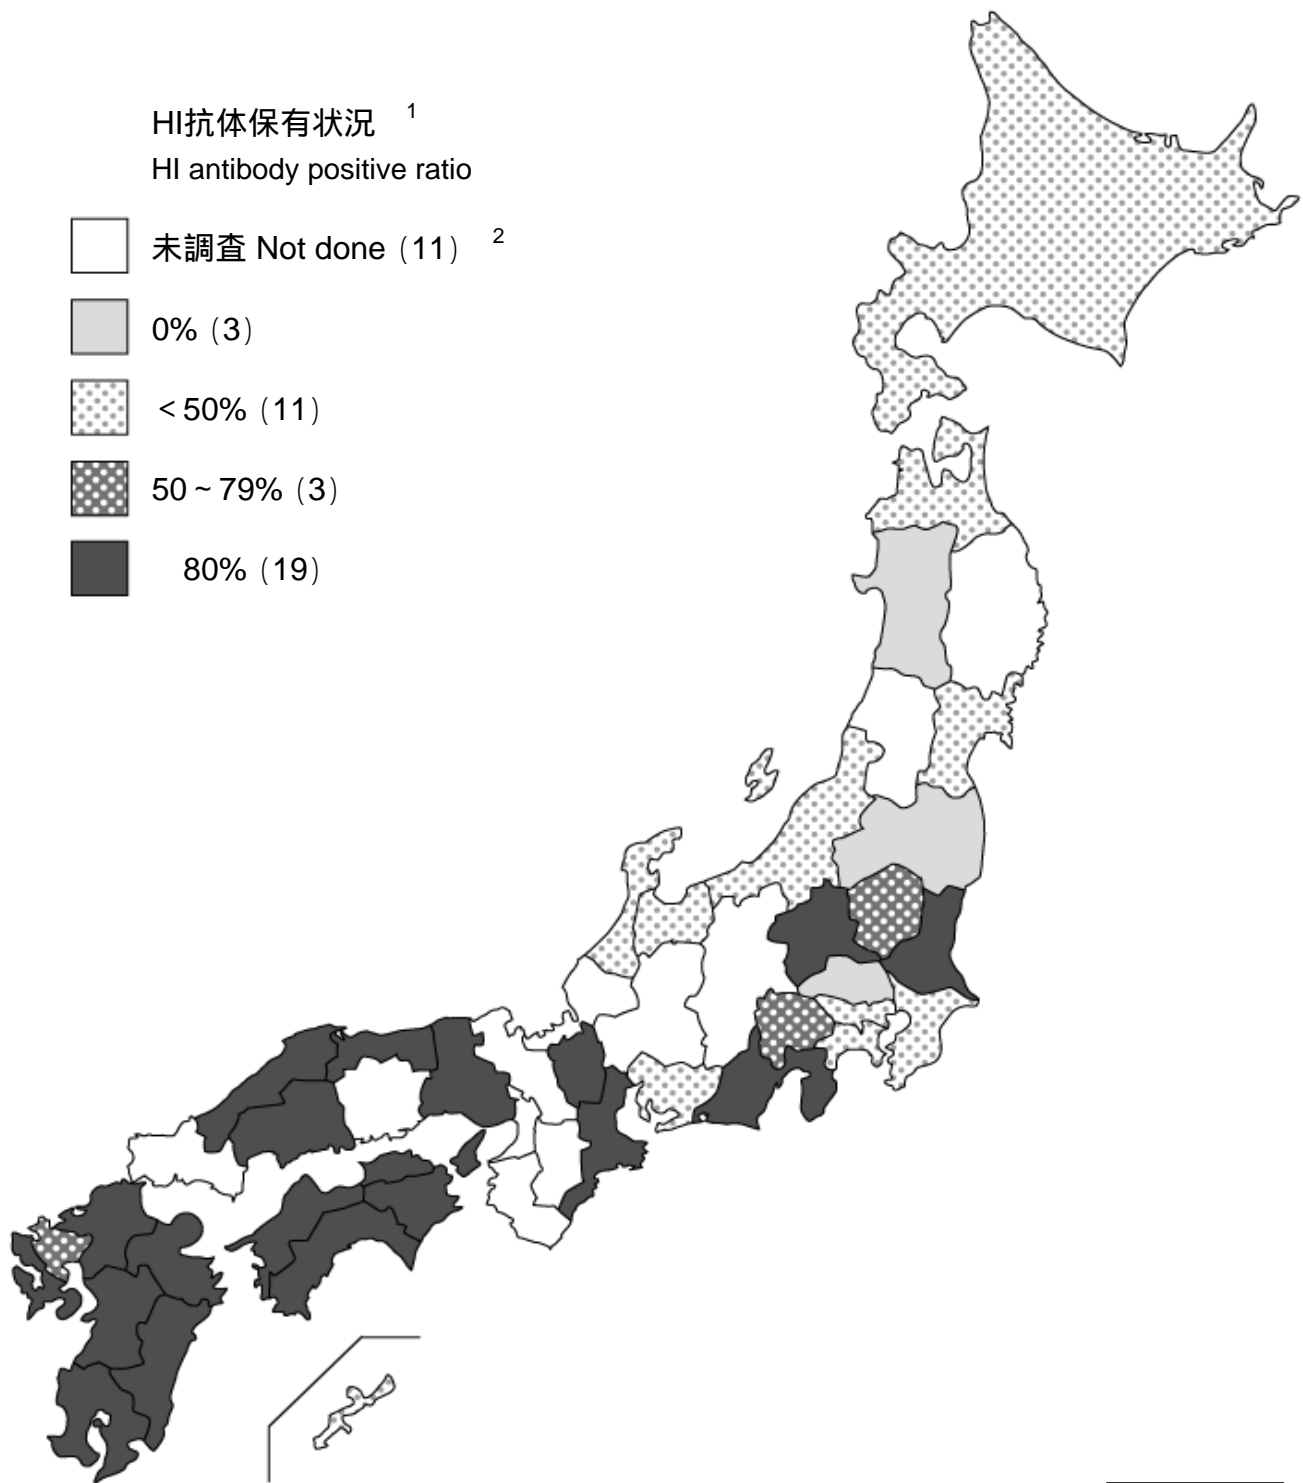 HI抗体保有状況 1
HI antibody positive ratio
未調査 Not done (11) 2
0% (3)
<50% (11)
50~79% (3)
80% (19)